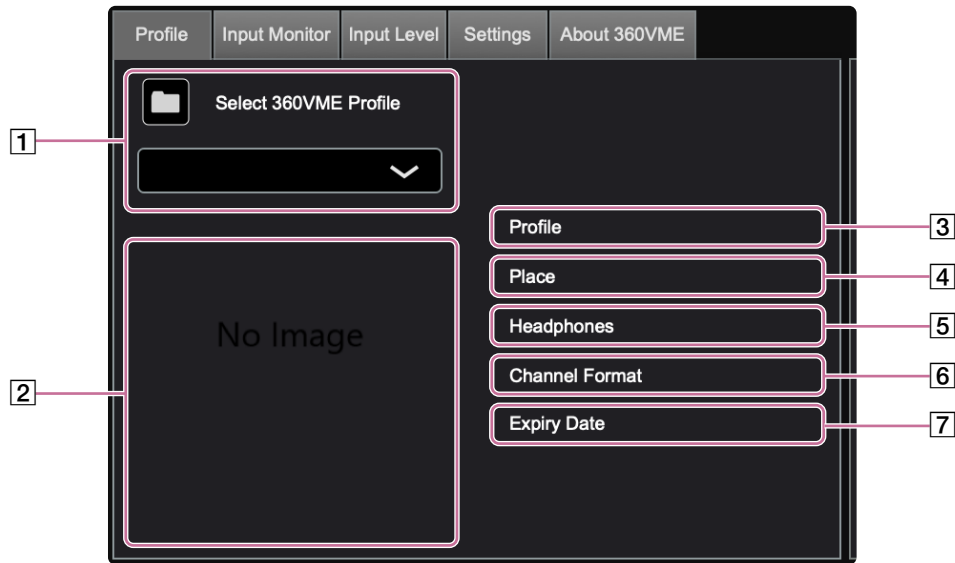 Profile Input Monitor Input Level Settings About 360VME
1
Select 360VME Profile
2
No Image
Profile
3
Place
4
Headphones
5
Channel Format
6
Expiry Date
7